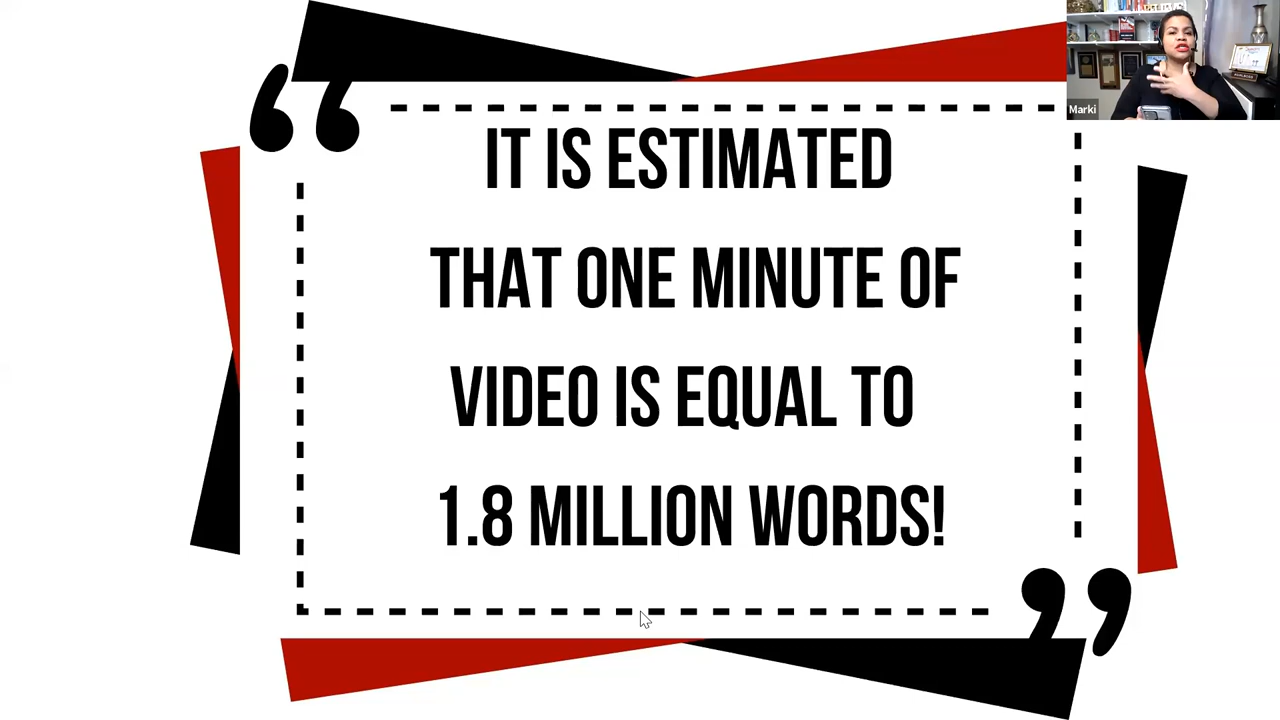 IT IS ESTIMATED
THAT ONE MINUTE OF
VIDEO IS EQUAL TO
1.8 MILLION WORDS!
Marki